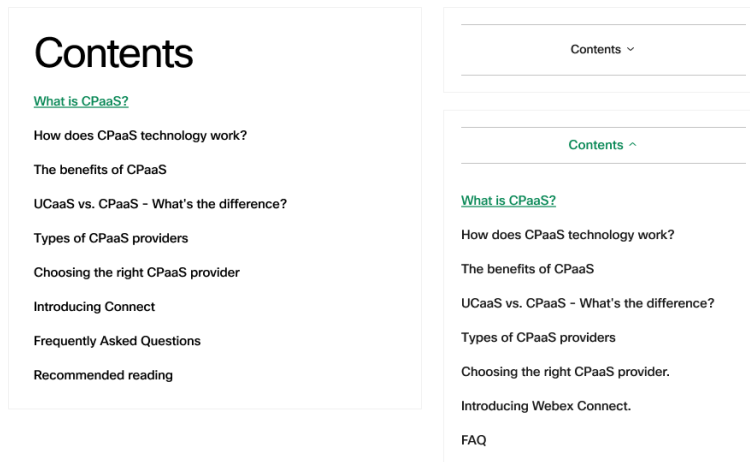 Contents
What is CPaaS?
How does CPaaS technology work?
The benefits of CPaaS
UCaaS vs. CPaaS - What's the difference?
Types of CPaaS providers
Choosing the right CPaaS provider
Introducing Connect
Frequently Asked Questions
Recommended reading
Contents
Contents
What is CPaaS?
How does CPaaS technology work?
The benefits of CPaaS
UCaaS vs. CPaaS - What's the difference?
Types of CPaaS providers
Choosing the right CPaaS provider.
Introducing Webex Connect.
FAQ